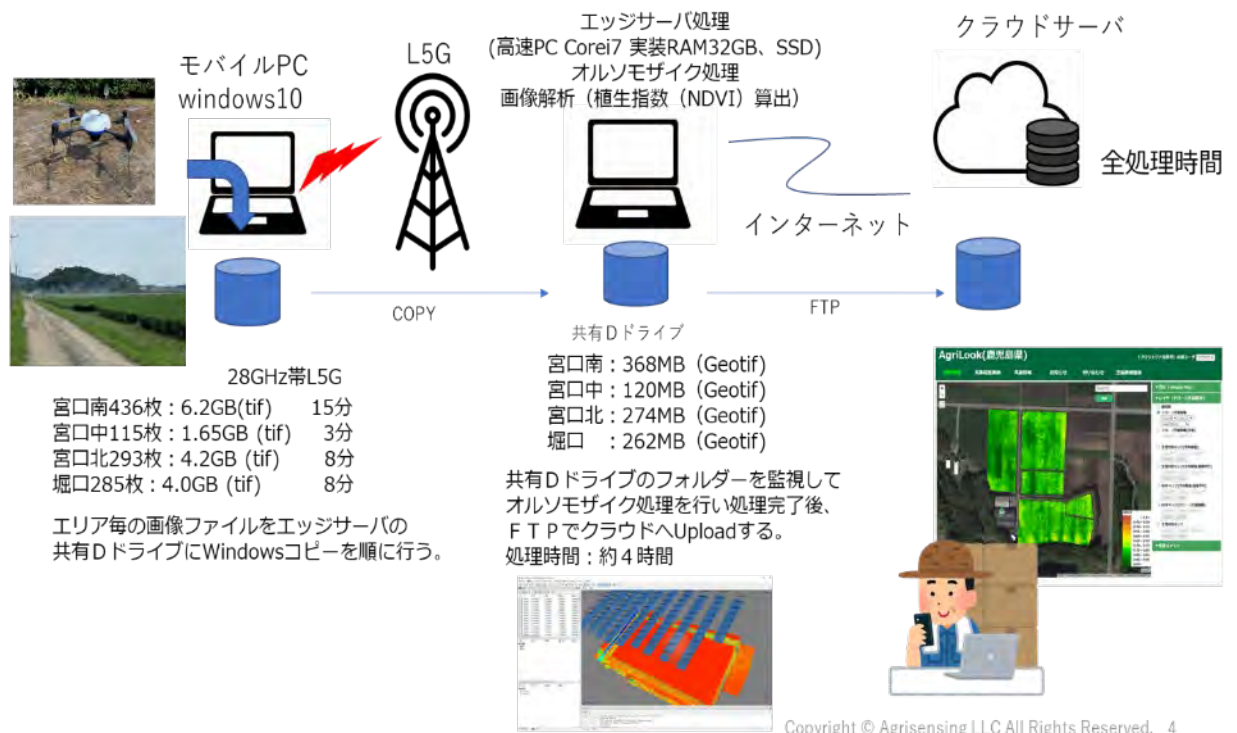 エッジサーバ処理
(高速PC Corei7 実装RAM32GB、SSD)
オルソモザイク処理
画像解析（植生指数（NDVI）算出）
クラウドサーバ
モバイルPC
windows10
L5G
全処理時間
インターネット
COPY
FTP
共有Ｄドライブ
宮口南：368MB（Geotif）
宮口中：120MB（Geotif）
宮口北：274MB（Geotif）
堀口　：262MB（Geotif）
28GHz帯L5G
宮口南436枚：6.2GB(tif)　15分
宮口中115枚：1.65GB (tif)　3分
宮口北293枚：4.2GB (tif)　8分
堀口285枚：4.0GB (tif)　8分
エリア毎の画像ファイルをエッジサーバの
共有ＤドライブにWindowsコピーを順に行う。
共有Ｄドライブのフォルダーを監視して
オルソモザイク処理を行い処理完了後、
ＦＴＰでクラウドへUploadする。
処理時間：約４時間
AgriLook(鹿児島県)
Copyright © Agrisensing LLC All Rights Reserved. 4